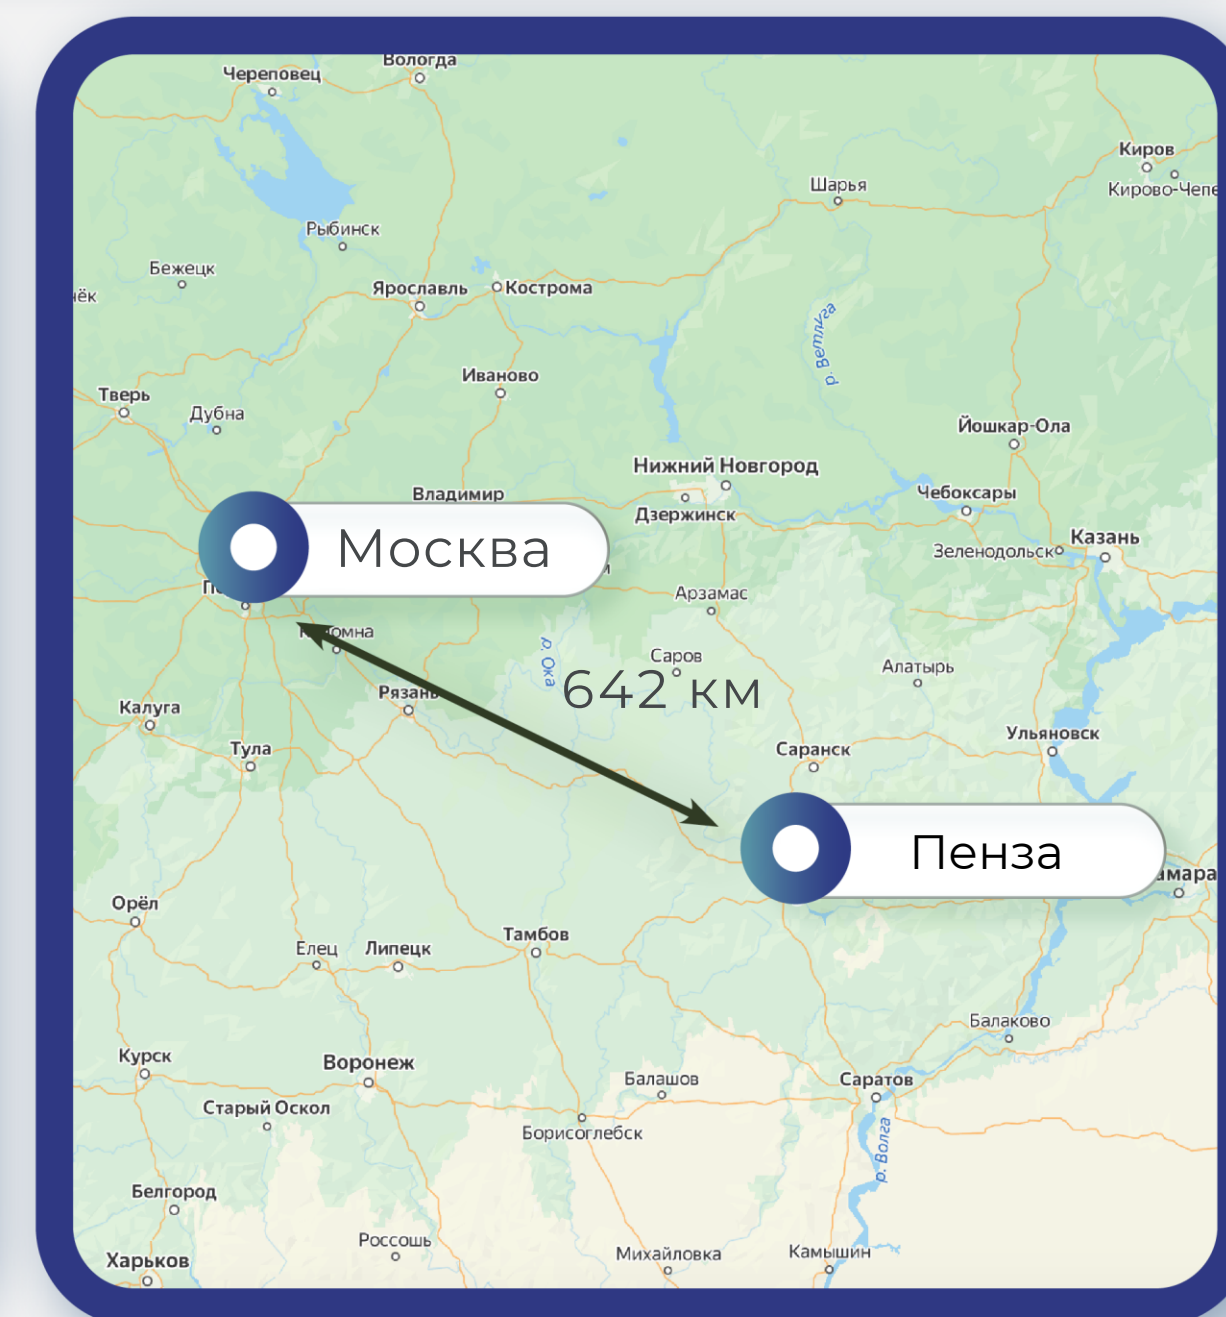 Вологда
Череповец
Киров
Шарья
Кирово-Чепе
Рыбинск
Бежецк
Ярославль
Кострома
чёк
р. Ветлуга
Иваново
Тверь
Дубна
Йошкар-Ола
Нижний Новгород
Владимир
Чебоксары
Дзержинск
Москва
Казань
Зеленодольск
Арзамас
Саров
р. Ока
Алатырь
642 км
Рязань
Калуга
Ульяновск
Тула
Саранск
Пенза
амара
Орёл
Тамбов
Елец
Липецк
Балаково
Курск
Воронеж
Балашов
Саратов
Старый Оскол
Борисоглебск
р. Волга
Белгород
Россошь
Михайловка
Камышин
Харьков